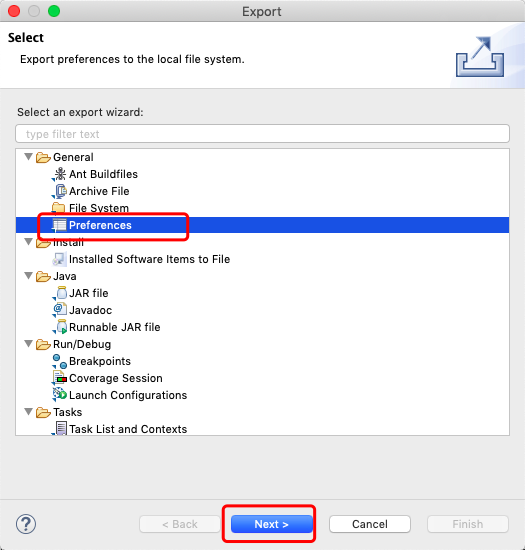 Export
Select
Export preferences to the local file system.
Select an export wizard:
type filter text
General
Ant Buildfiles
Archive File
File System
Preferences
Install
Installed Software Items to File
Java
JAR file
Javadoc
Runnable JAR file
Run/Debug
Breakpoints
Coverage Session
Launch Configurations
Tasks
Task List and Contexts
?
< Back
Next >
Cancel
Finish